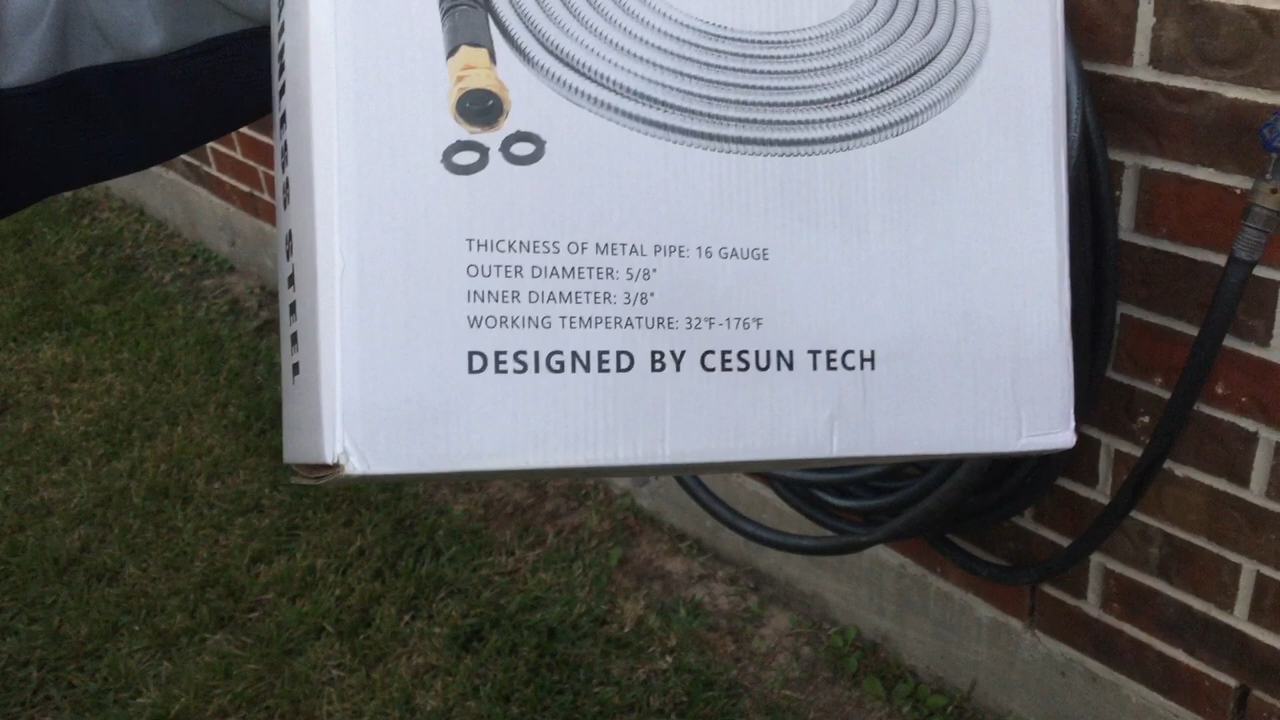 STEEL
THICKNESS OF METAL PIPE: 16 GAUGE
OUTER DIAMETER: 5/8"
INNER DIAMETER: 3/8"
WORKING TEMPERATURE: 32°F-176°F
DESIGNED BY CESUN TECH